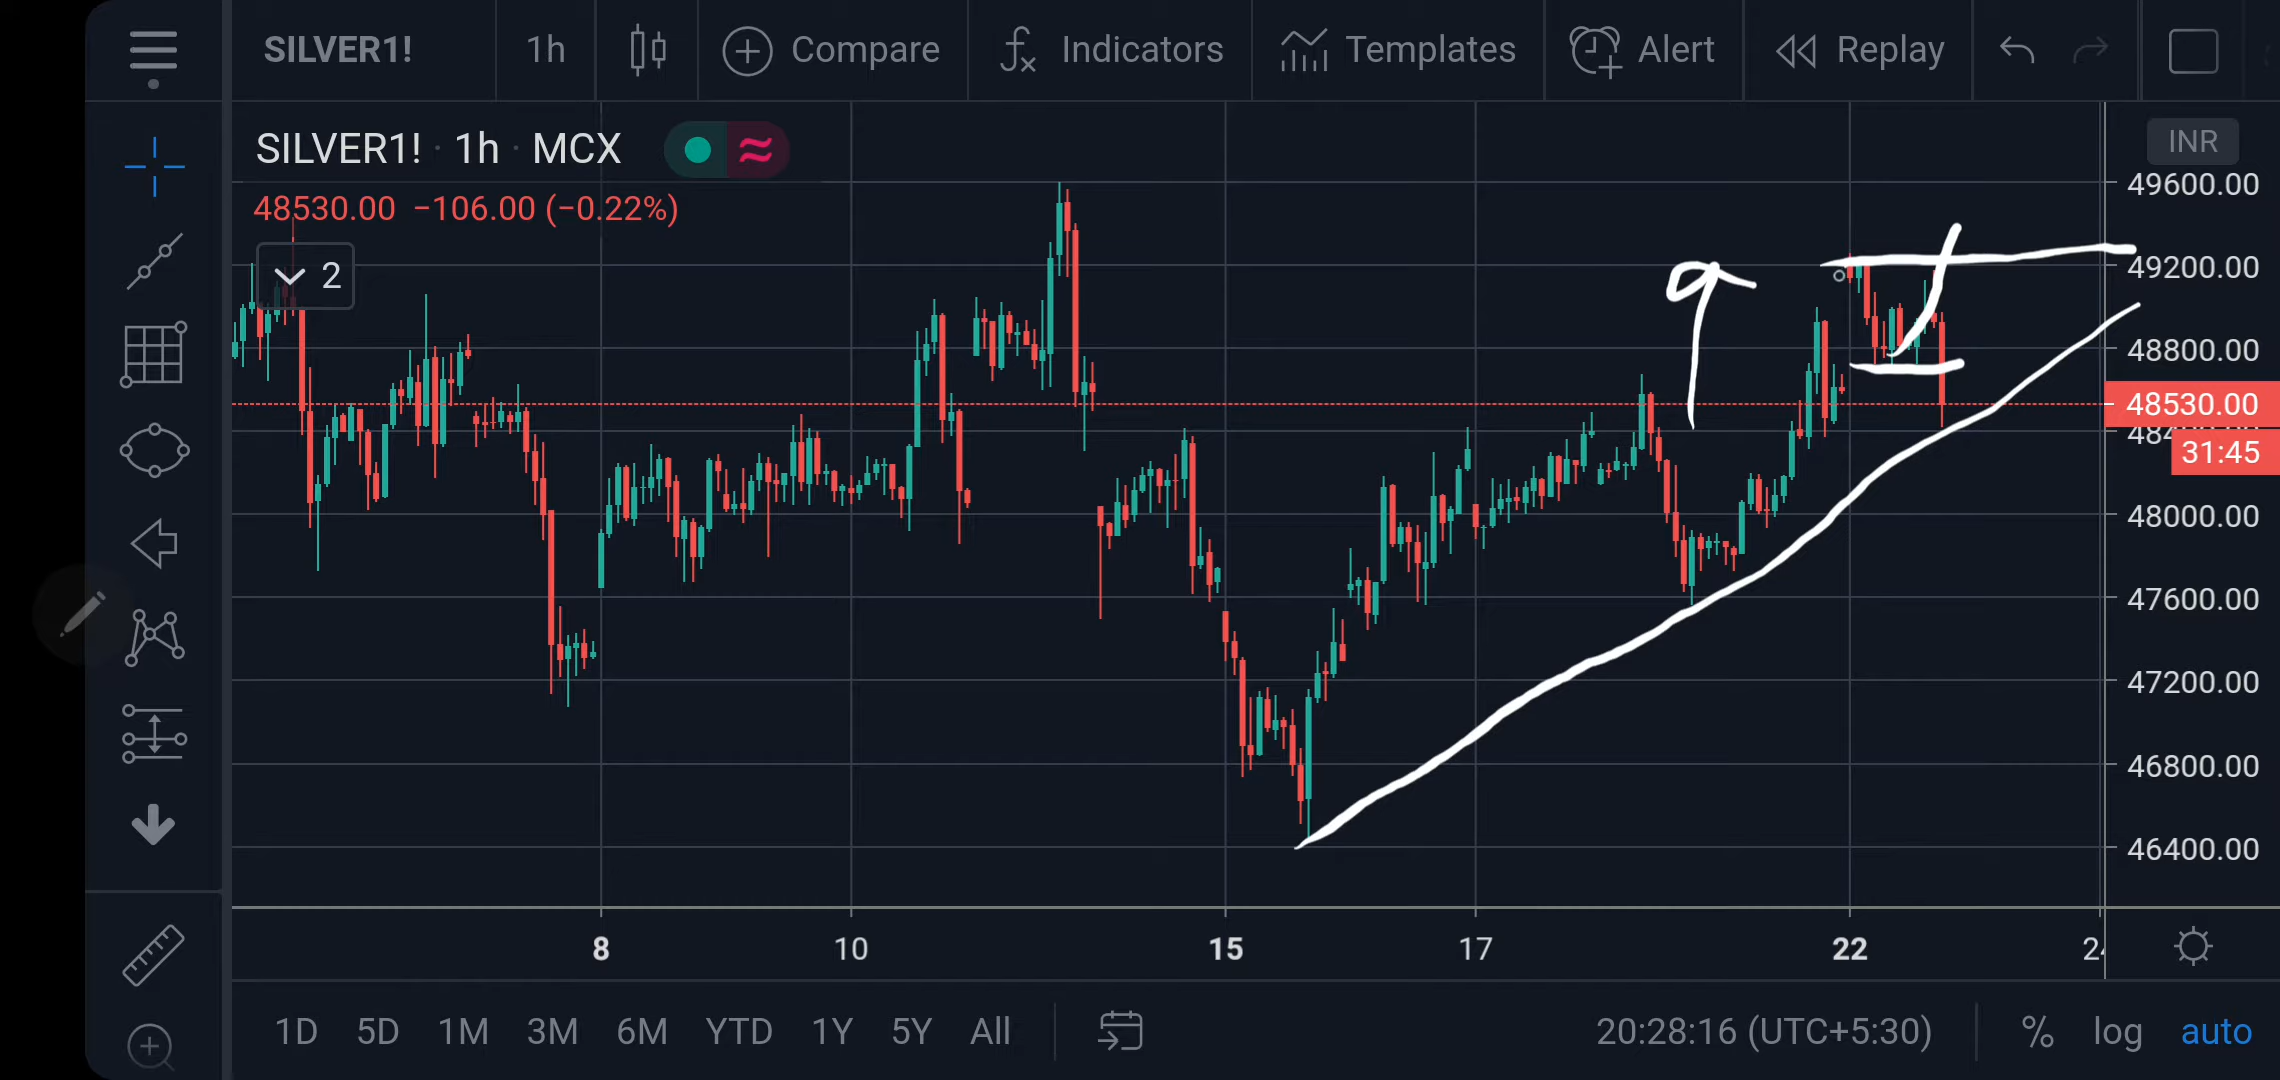 SILVER1! 1h Compare Indicators Templates Alert Replay
SILVER1! · 1h · MCX
INR
48530.00 −106.00 (−0.22%)
2
49600.00
49200.00
48800.00
48530.00
31:45
48000.00
47600.00
47200.00
46800.00
46400.00
8 10 15 17 22
1D 5D 1M 3M 6M YTD 1Y 5Y All 20:28:16 (UTC+5:30) % log auto